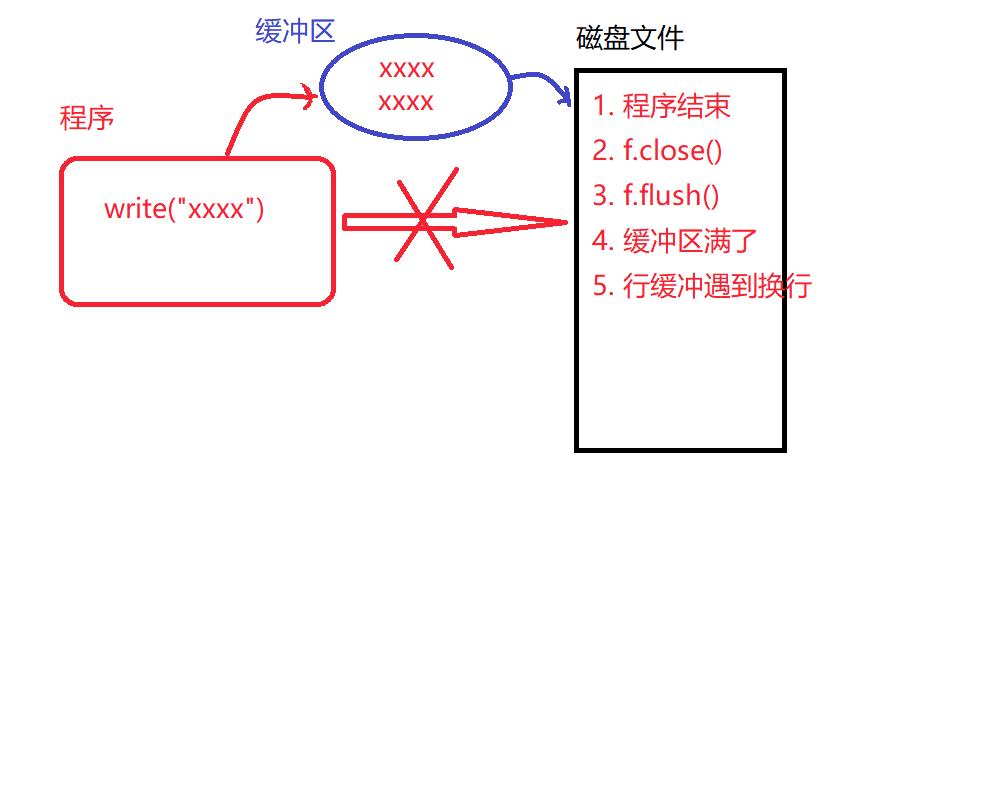 缓冲区
磁盘文件
xxxx
xxxx
程序
write("xxxx")
1. 程序结束
2. f.close()
3. f.flush()
4. 缓冲区满了
5. 行缓冲遇到换行